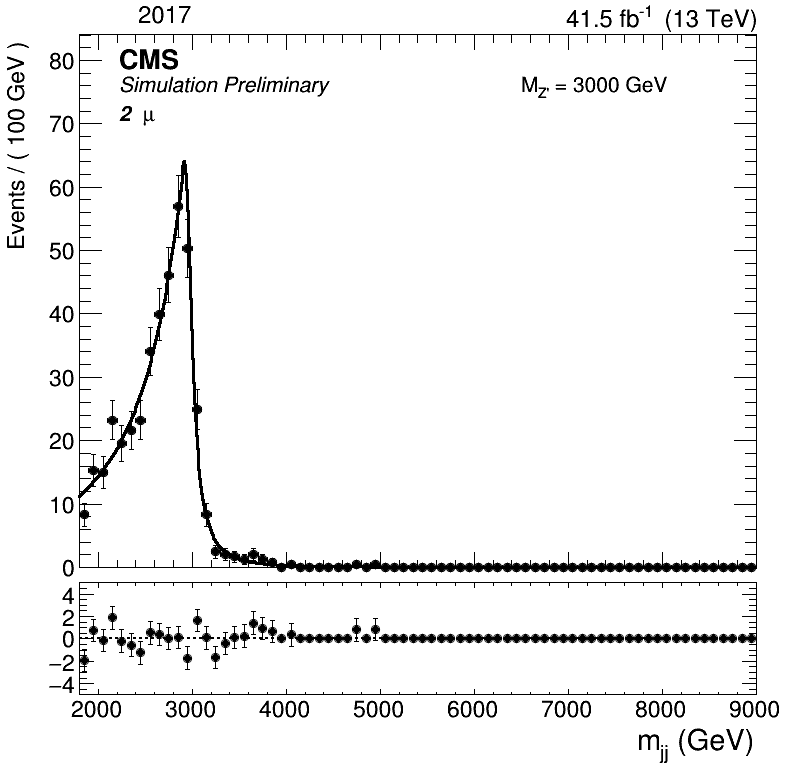 2017 41.5 fb⁻¹ (13 TeV)
CMS
Simulation Preliminary
M_Z' = 3000 GeV
2 μ
Events / ( 100 GeV )
80
70
60
50
40
30
20
10
0
4
2
0
−2
−4
2000 3000 4000 5000 6000 7000 8000 9000
m_jj (GeV)